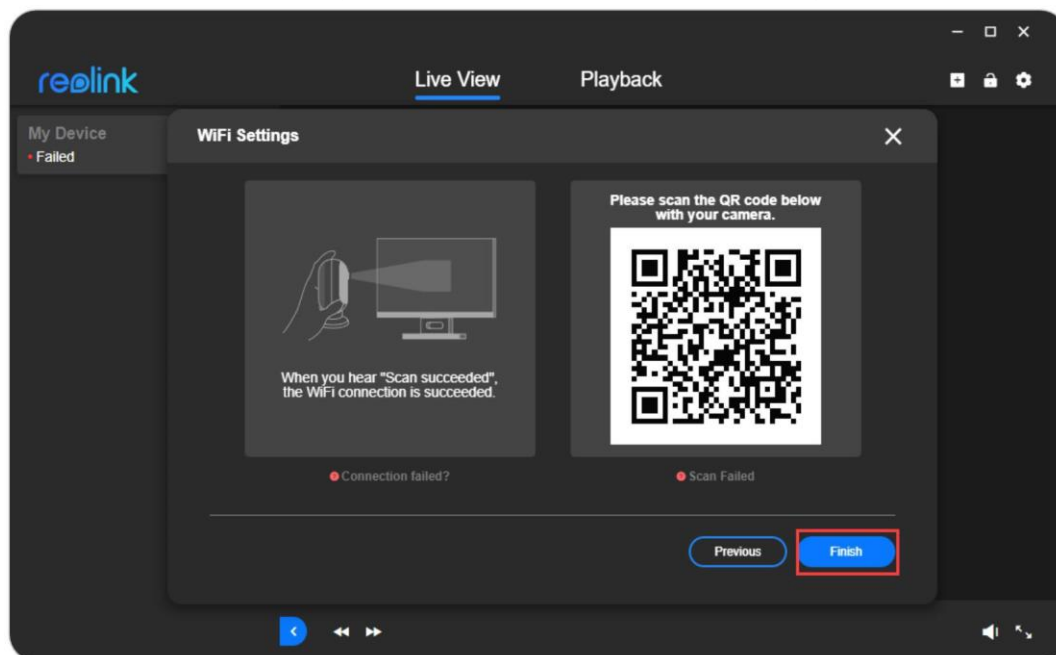 reolink
Live View
Playback
My Device
Failed
WiFi Settings
When you hear "Scan succeeded",
the WiFi connection is succeeded.
Connection failed?
Please scan the QR code below
with your camera.
Scan Failed
Previous
Finish